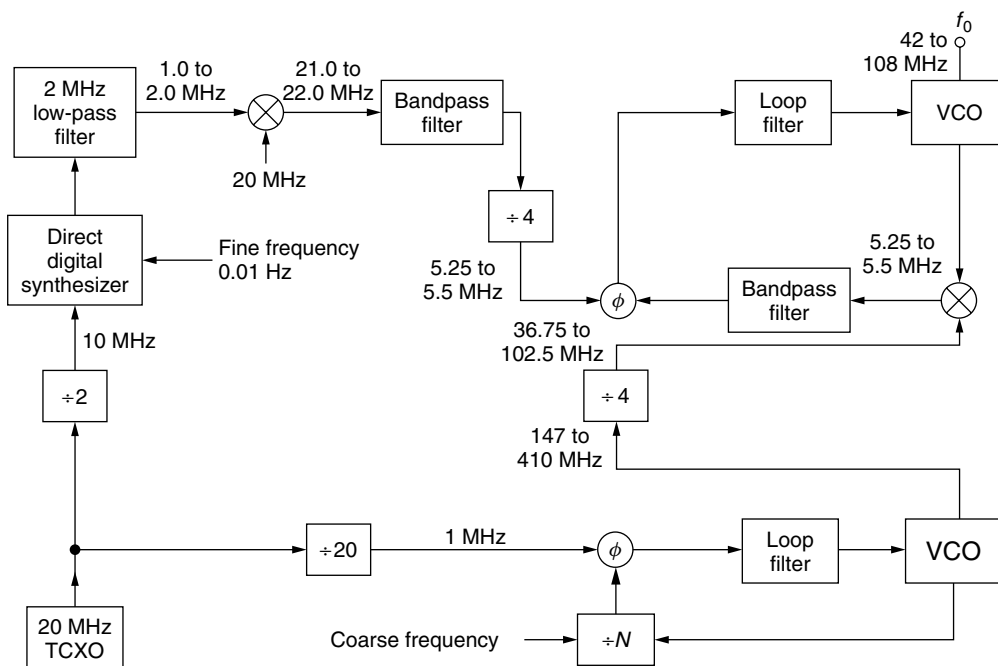 f₀
42 to
108 MHz
1.0 to
2.0 MHz
21.0 to
22.0 MHz
2 MHz
low-pass
filter
Bandpass
filter
Loop
filter
VCO
20 MHz
÷4
Direct
digital
synthesizer
Fine frequency
0.01 Hz
5.25 to
5.5 MHz
ϕ
Bandpass
filter
5.25 to
5.5 MHz
10 MHz
36.75 to
102.5 MHz
÷2
÷4
147 to
410 MHz
÷20
1 MHz
ϕ
Loop
filter
VCO
20 MHz
TCXO
Coarse frequency
÷N